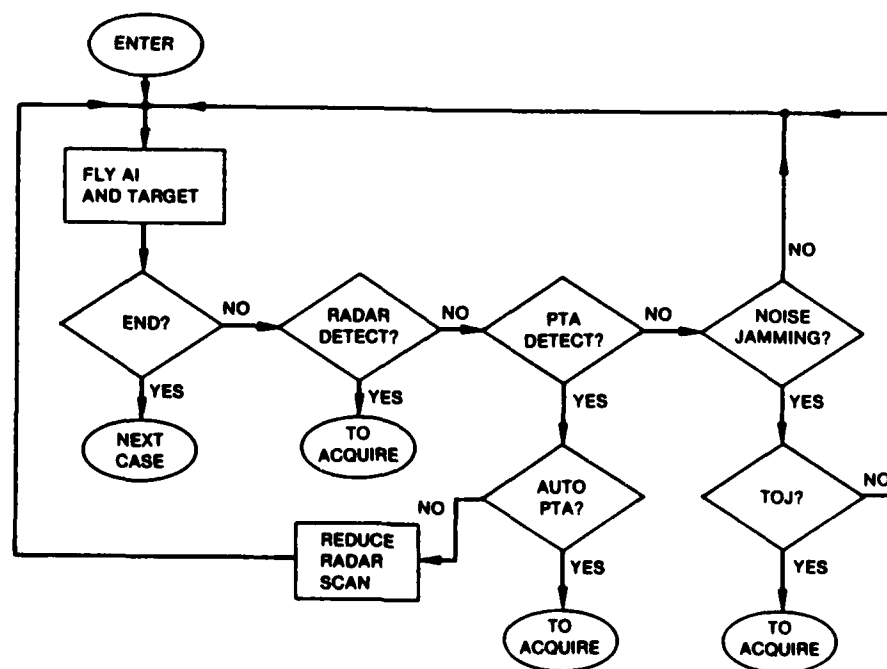 ENTER
FLY AI
AND TARGET
END?
NO
YES
NEXT
CASE
RADAR
DETECT?
NO
YES
TO
ACQUIRE
PTA
DETECT?
NO
YES
NOISE
JAMMING?
NO
YES
AUTO
PTA?
NO
YES
REDUCE
RADAR
SCAN
TO
ACQUIRE
TOJ?
NO
YES
TO
ACQUIRE